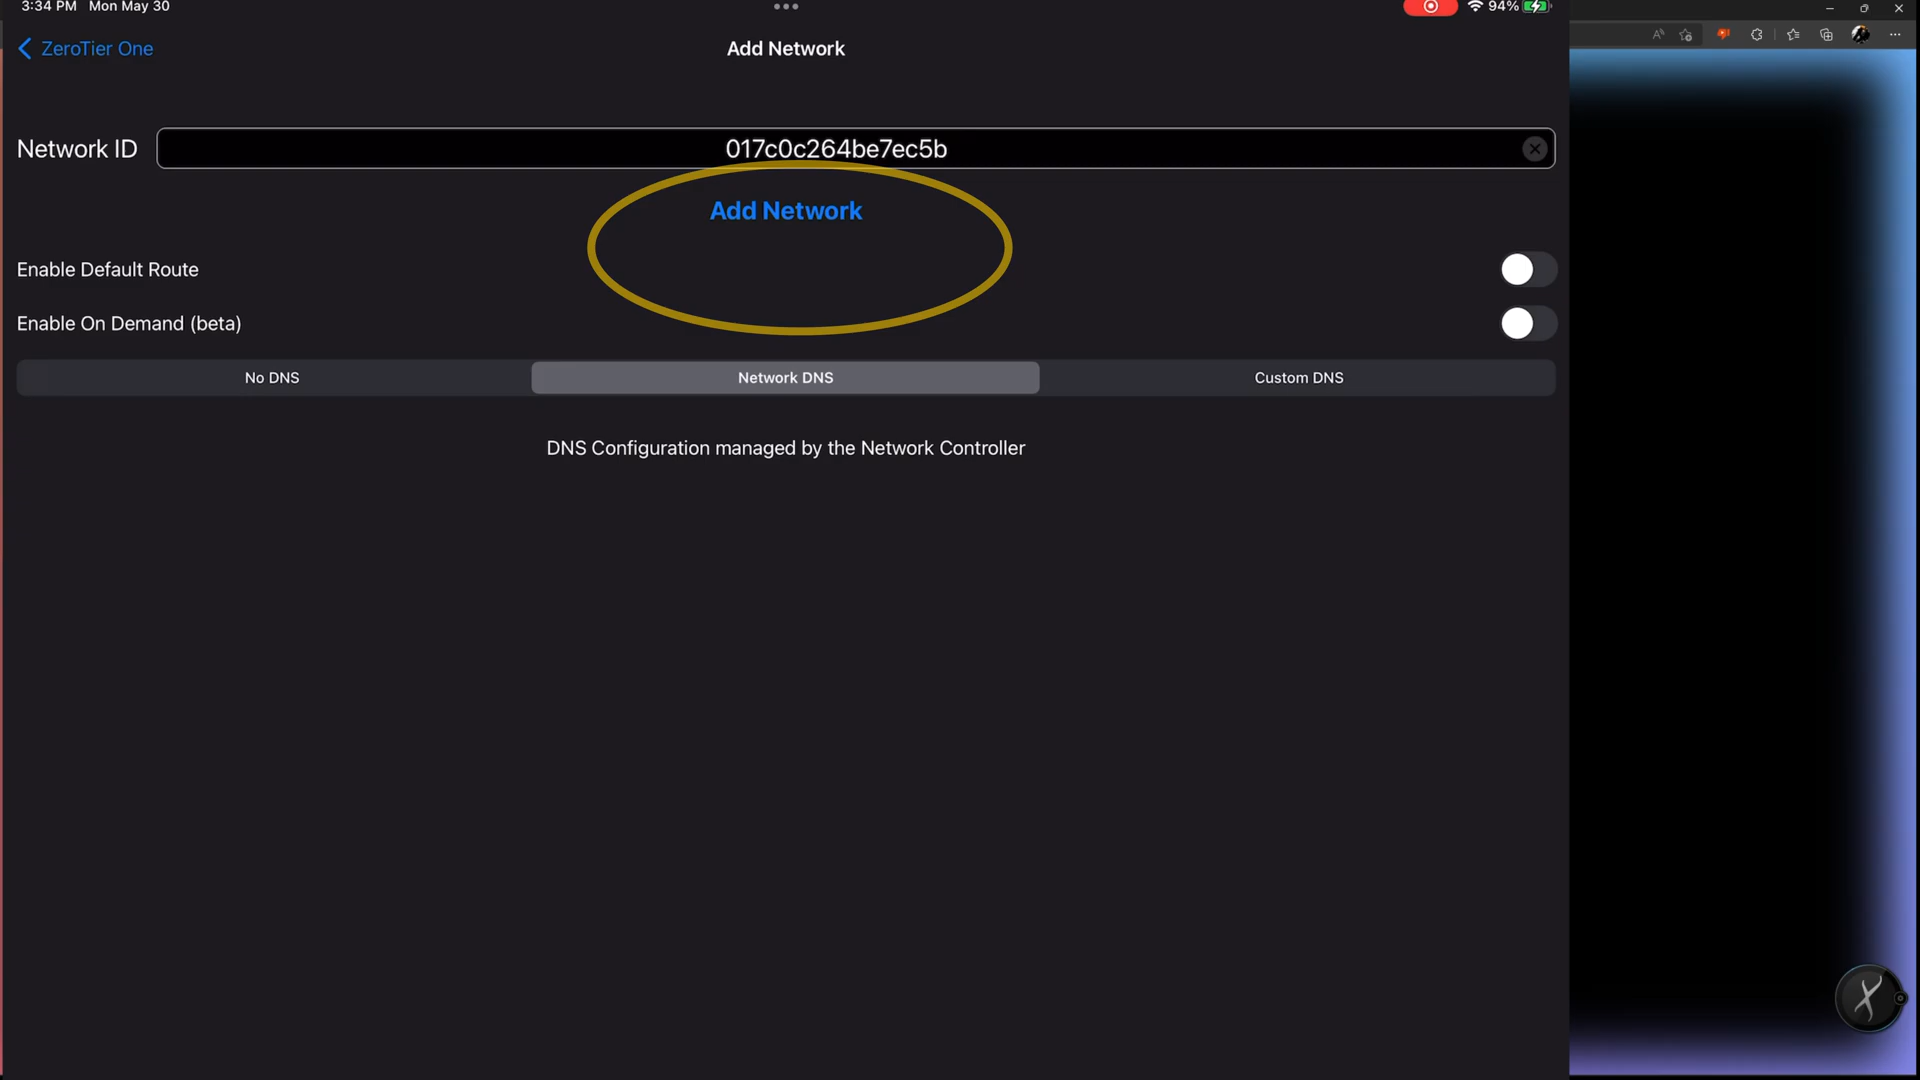 3:34 PM Mon May 30
94%
ZeroTier One
Add Network
Network ID 017c0c264be7ec5b
Add Network
Enable Default Route
Enable On Demand (beta)
No DNS Network DNS Custom DNS
DNS Configuration managed by the Network Controller